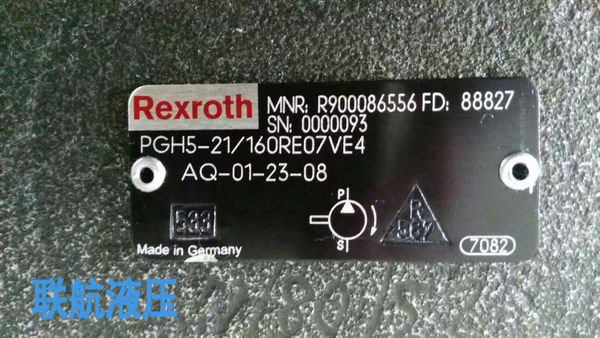 Rexroth MNR: R900086556 FD: 88827
SN: 0000093
PGH5-21/160RE07VE4
AQ-01-23-08
P
583
S
7082
Made in Germany
联航液压